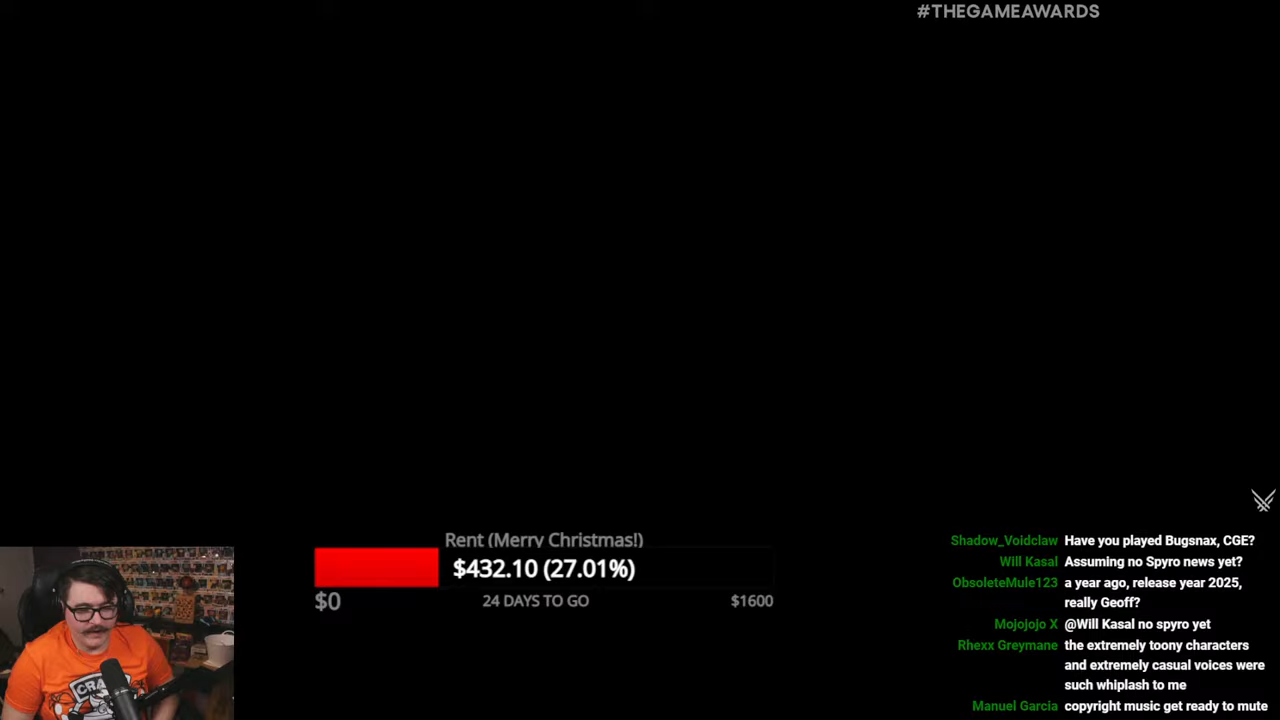 #THEGAMEAWARDS
Rent (Merry Christmas!)
$432.10 (27.01%)
$0 24 DAYS TO GO $1600
Shadow_Voidclaw Have you played Bugsnax, CGE?
Will Kasal Assuming no Spyro news yet?
ObsoleteMule123 a year ago, release year 2025,
really Geoff?
Mojojojo X @Will Kasal no spyro yet
Rhexx Greymane the extremely toony characters
and extremely casual voices were
such whiplash to me
Manuel Garcia copyright music get ready to mute
CRA